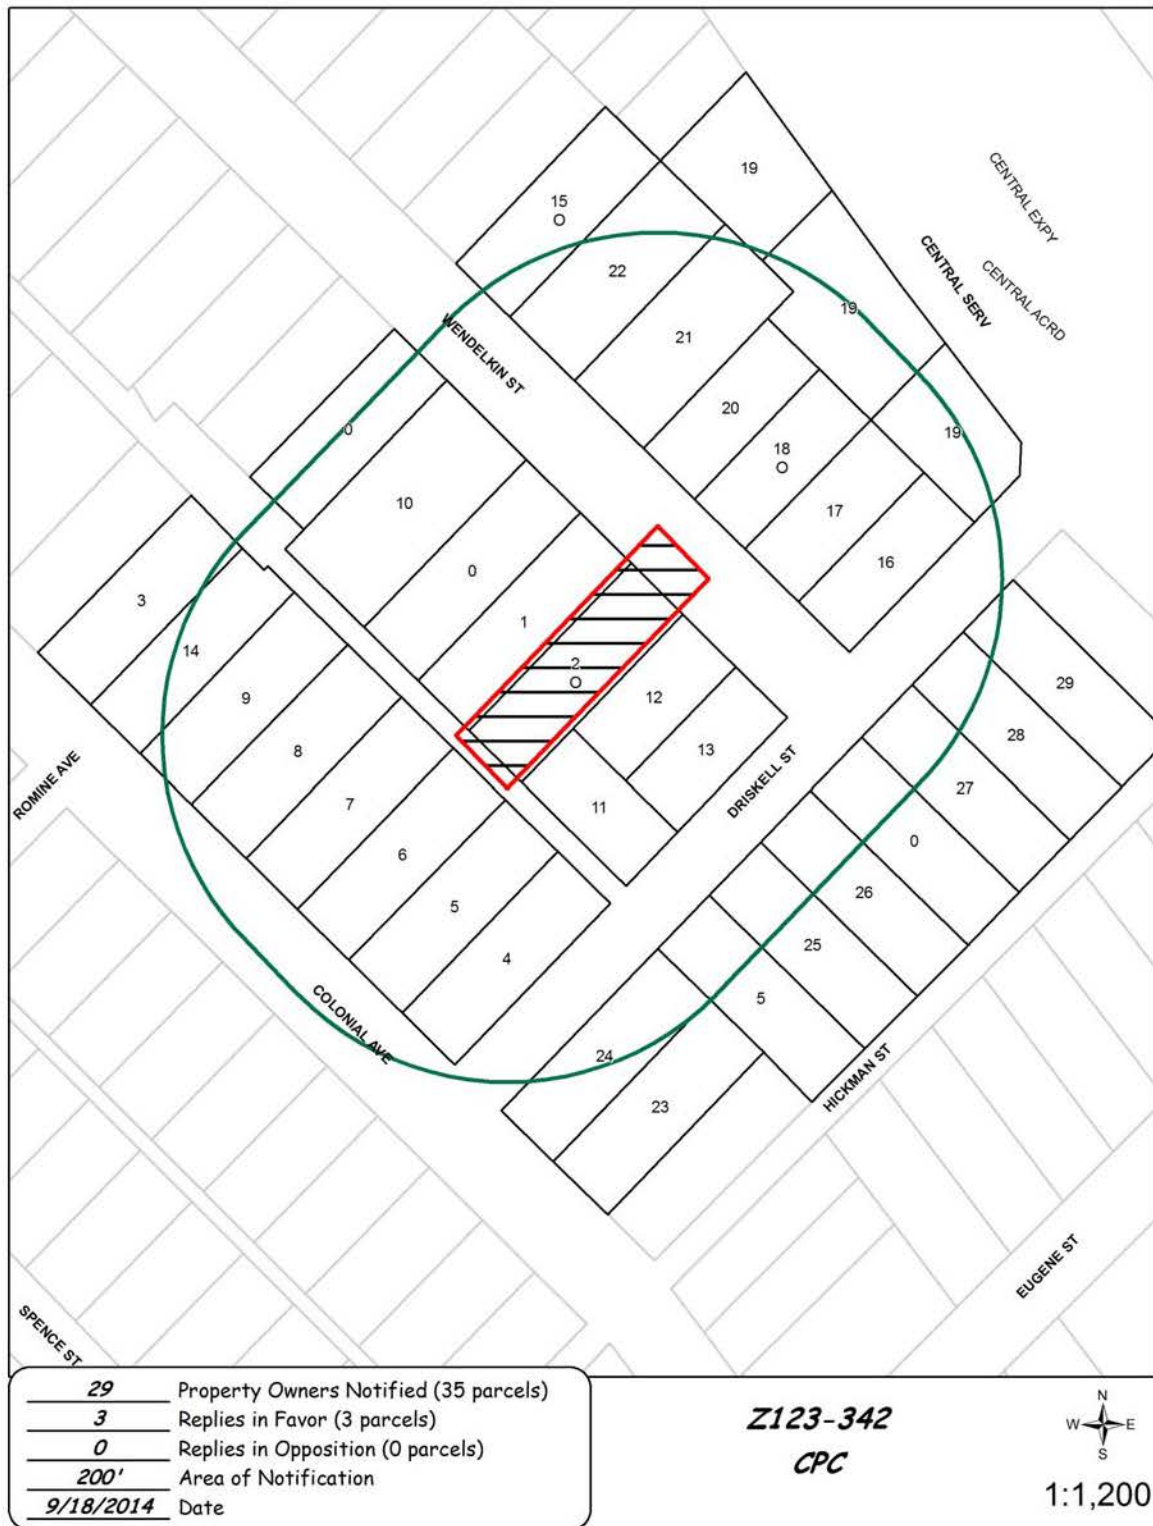 19
CENTRAL EXPY
15
CENTRAL SERV
CENTRAL ACRD
22
19
WENDELKIN ST
21
20
0
19
18
10
17
16
0
3
1
14
2
29
9
12
28
8
13
DRISKELL ST
ROMINE AVE
27
7
11
0
6
26
5
25
4
5
COLONIAL AVE
24
HICKMAN ST
23
EUGENE ST
SPENCE ST
29 Property Owners Notified (35 parcels)
3 Replies in Favor (3 parcels)
0 Replies in Opposition (0 parcels)
200' Area of Notification
9/18/2014 Date
Z123-342
CPC
N
W E
S
1:1,200